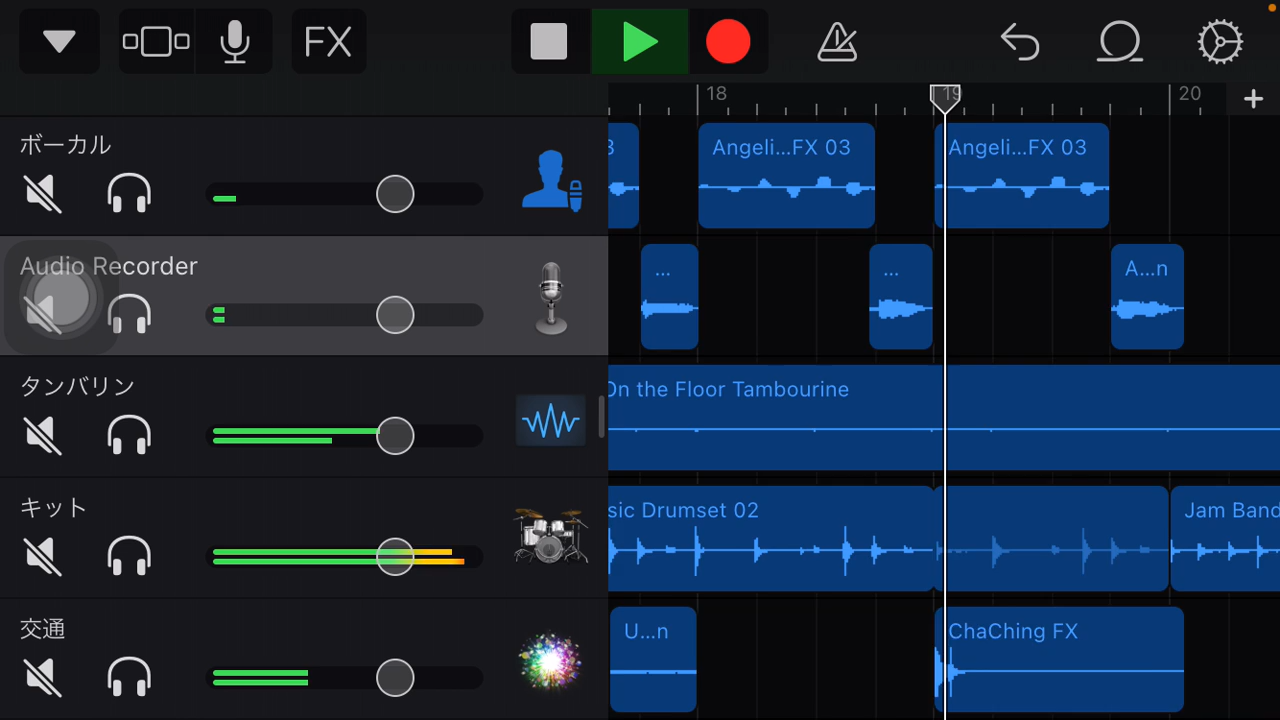 FX
18
19
20
ボーカル
3
Angeli...FX 03
Angeli...FX 03
Audio Recorder
...
...
A...n
タンバリン
On the Floor Tambourine
キット
sic Drumset 02
Jam Band
交通
U...n
ChaChing FX